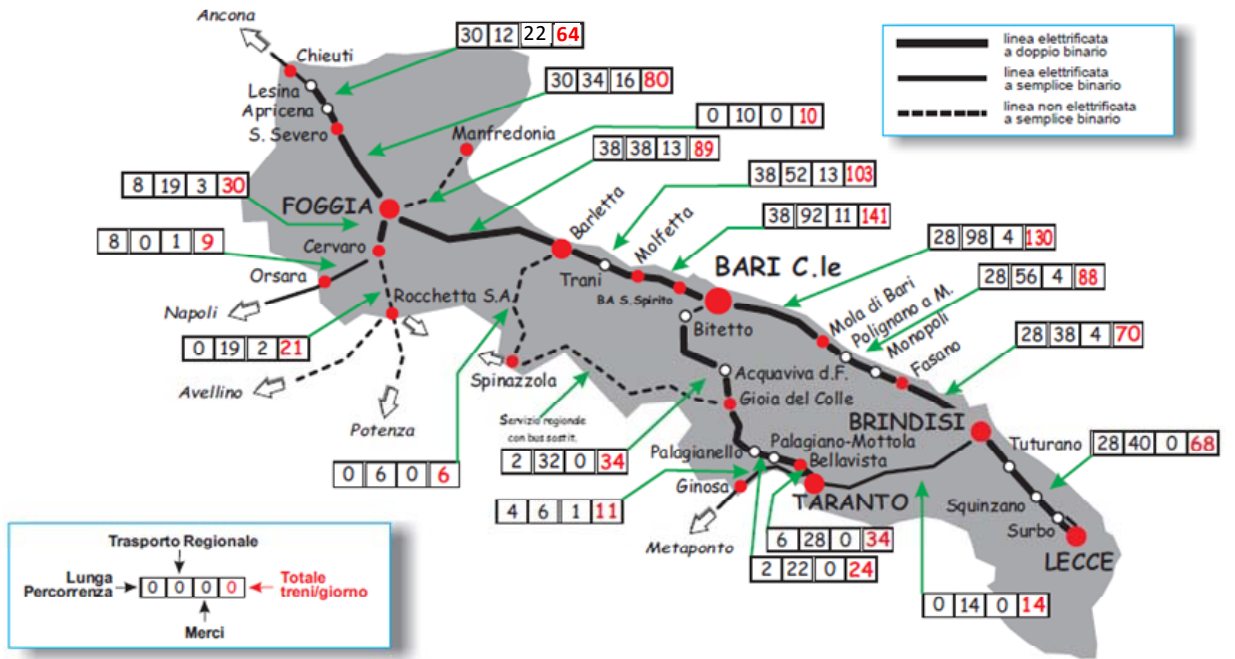 Ancona
30 12 22 64
Chieuti
Lesina
Apricena
S. Severo
30 34 16 80
Manfredonia
0 10 0 10
38 38 13 89
linea elettrificata
a doppio binario
linea elettrificata
a semplice binario
linea non elettrificata
a semplice binario
8 19 3 30
FOGGIA
38 52 13 103
38 92 11 141
Barletta
Molfetta
8 0 1 9
Cervaro
Orsara
Napoli
Trani
BA S. Spirito
BARI C.le
28 98 4 130
28 56 4 88
Rocchetta S.A.
Bitetto
Mola di Bari
Polignano a M.
Monopoli
Fasano
28 38 4 70
0 19 2 21
Avellino
Potenza
Spinazzola
Acquaviva d.F.
Gioia del Colle
Servizio regionale
con bus sostit.
BRINDISI
2 32 0 34
Palagianello
Palagiano-Mottola
Bellavista
Tuturano
28 40 0 68
0 6 0 6
Ginosa
TARANTO
4 6 1 11
Metaponto
Squinzano
Surbo
LECCE
6 28 0 34
2 22 0 24
0 14 0 14
Trasporto Regionale
Lunga
Percorrenza
0 0 0 0
Totale
treni/giorno
Merci